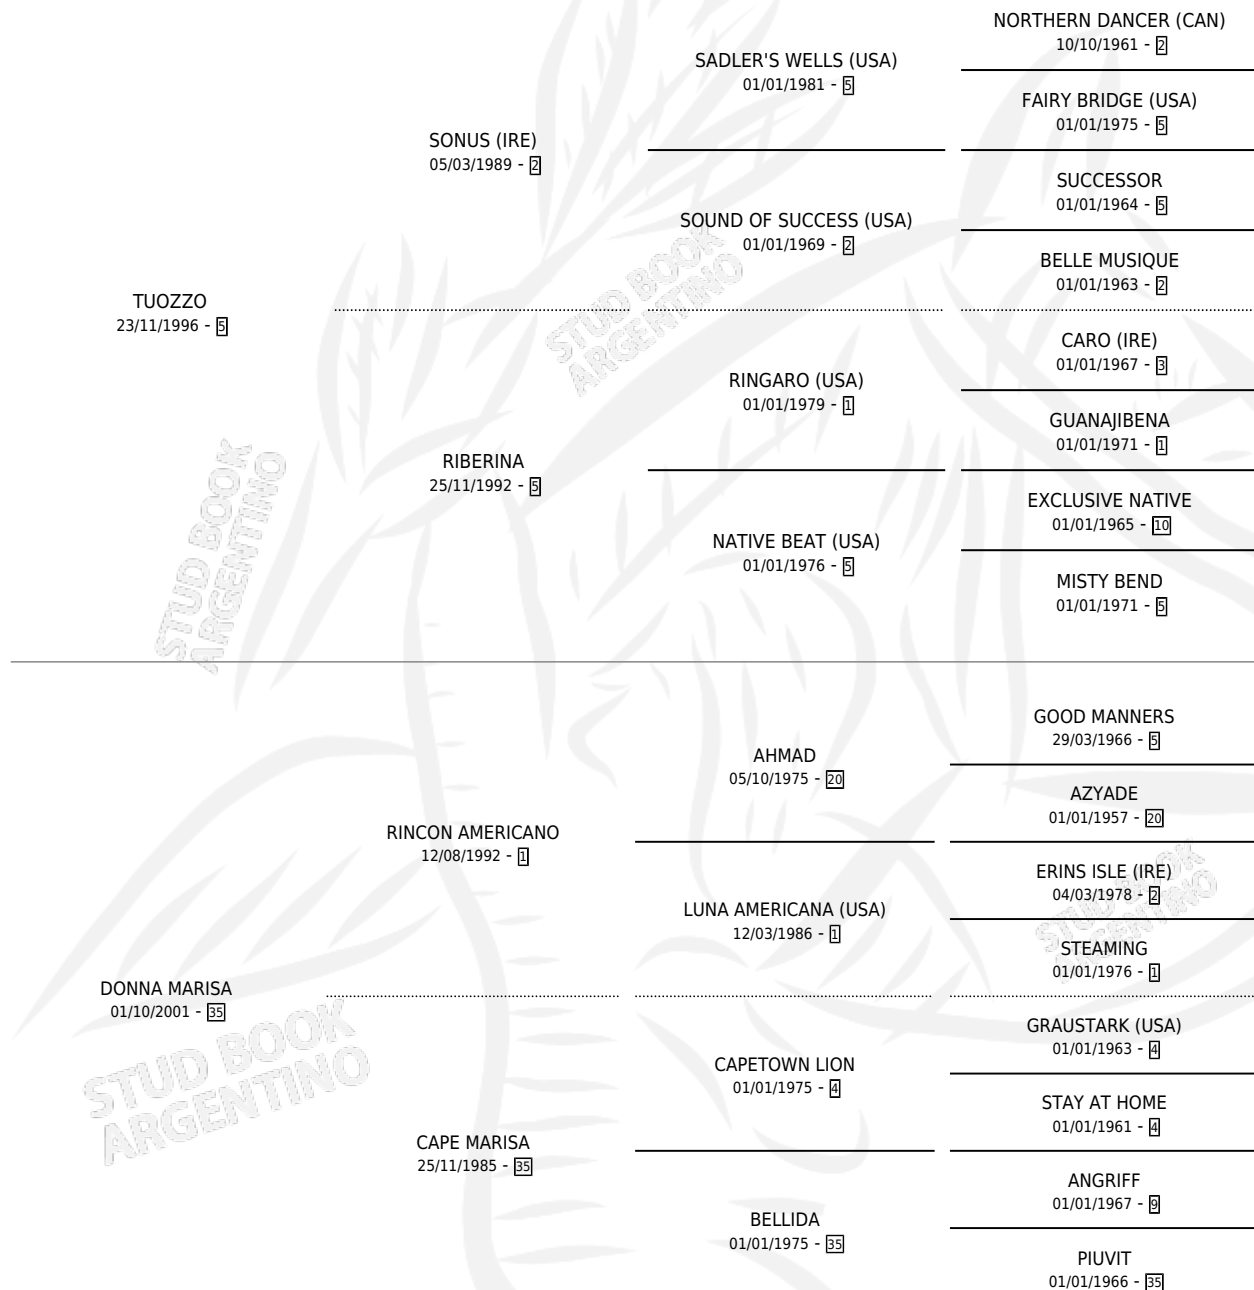 NORTHERN DANCER (CAN)
10/10/1961 - 2
SADLER'S WELLS (USA)
01/01/1981 - 5
FAIRY BRIDGE (USA)
01/01/1975 - 5
SONUS (IRE)
05/03/1989 - 2
SUCCESSOR
01/01/1964 - 5
SOUND OF SUCCESS (USA)
01/01/1969 - 2
BELLE MUSIQUE
01/01/1963 - 2
TUOZZO
23/11/1996 - 5
STUD BOOK
ARGENTINO
CARO (IRE)
01/01/1967 - 3
RINGARO (USA)
01/01/1979 - 1
GUANAJIBENA
01/01/1971 - 1
RIBERINA
25/11/1992 - 5
EXCLUSIVE NATIVE
01/01/1965 - 10
NATIVE BEAT (USA)
01/01/1976 - 5
MISTY BEND
01/01/1971 - 5
STUD BOOK
ARGENTINO
GOOD MANNERS
29/03/1966 - 5
AHMAD
05/10/1975 - 20
AZYADE
01/01/1957 - 20
RINCON AMERICANO
12/08/1992 - 1
ERINS ISLE (IRE)
04/03/1978 - 2
LUNA AMERICANA (USA)
12/03/1986 - 1
STUD BOOK
ARGENTINO
STEAMING
01/01/1976 - 1
DONNA MARISA
01/10/2001 - 35
STUD BOOK
ARGENTINO
GRAUSTARK (USA)
01/01/1963 - 4
CAPETOWN LION
01/01/1975 - 4
STAY AT HOME
01/01/1961 - 4
CAPE MARISA
25/11/1985 - 35
ANGRIFF
01/01/1967 - 9
BELLIDA
01/01/1975 - 35
PIUVIT
01/01/1966 - 35